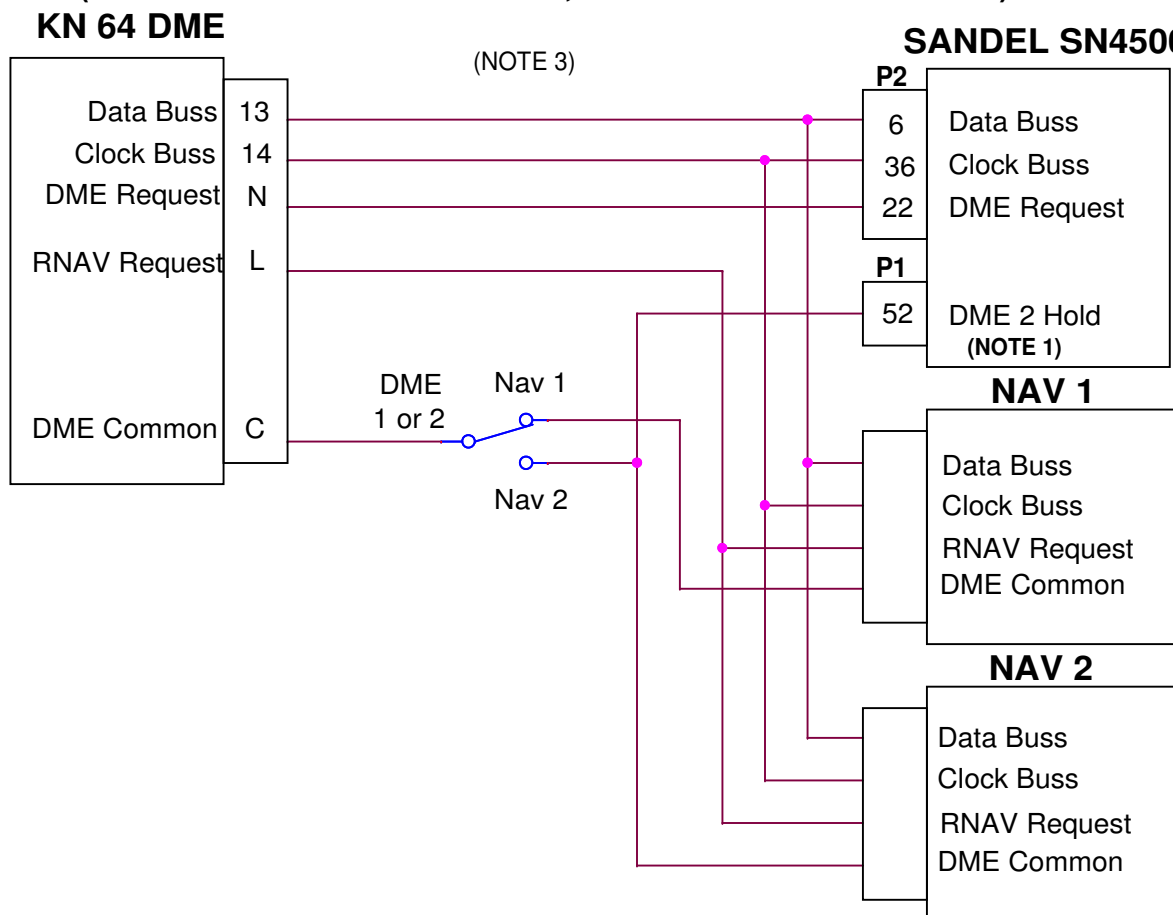 KN 64 DME
(NOTE 3)
SANDEL SN4500
P2
Data Buss 13
Clock Buss 14
DME Request N
RNAV Request L
DME Common C
6 Data Buss
36 Clock Buss
22 DME Request
P1
52 DME 2 Hold
(NOTE 1)
DME
1 or 2
Nav 1
Nav 2
NAV 1
Data Buss
Clock Buss
RNAV Request
DME Common
NAV 2
Data Buss
Clock Buss
RNAV Request
DME Common